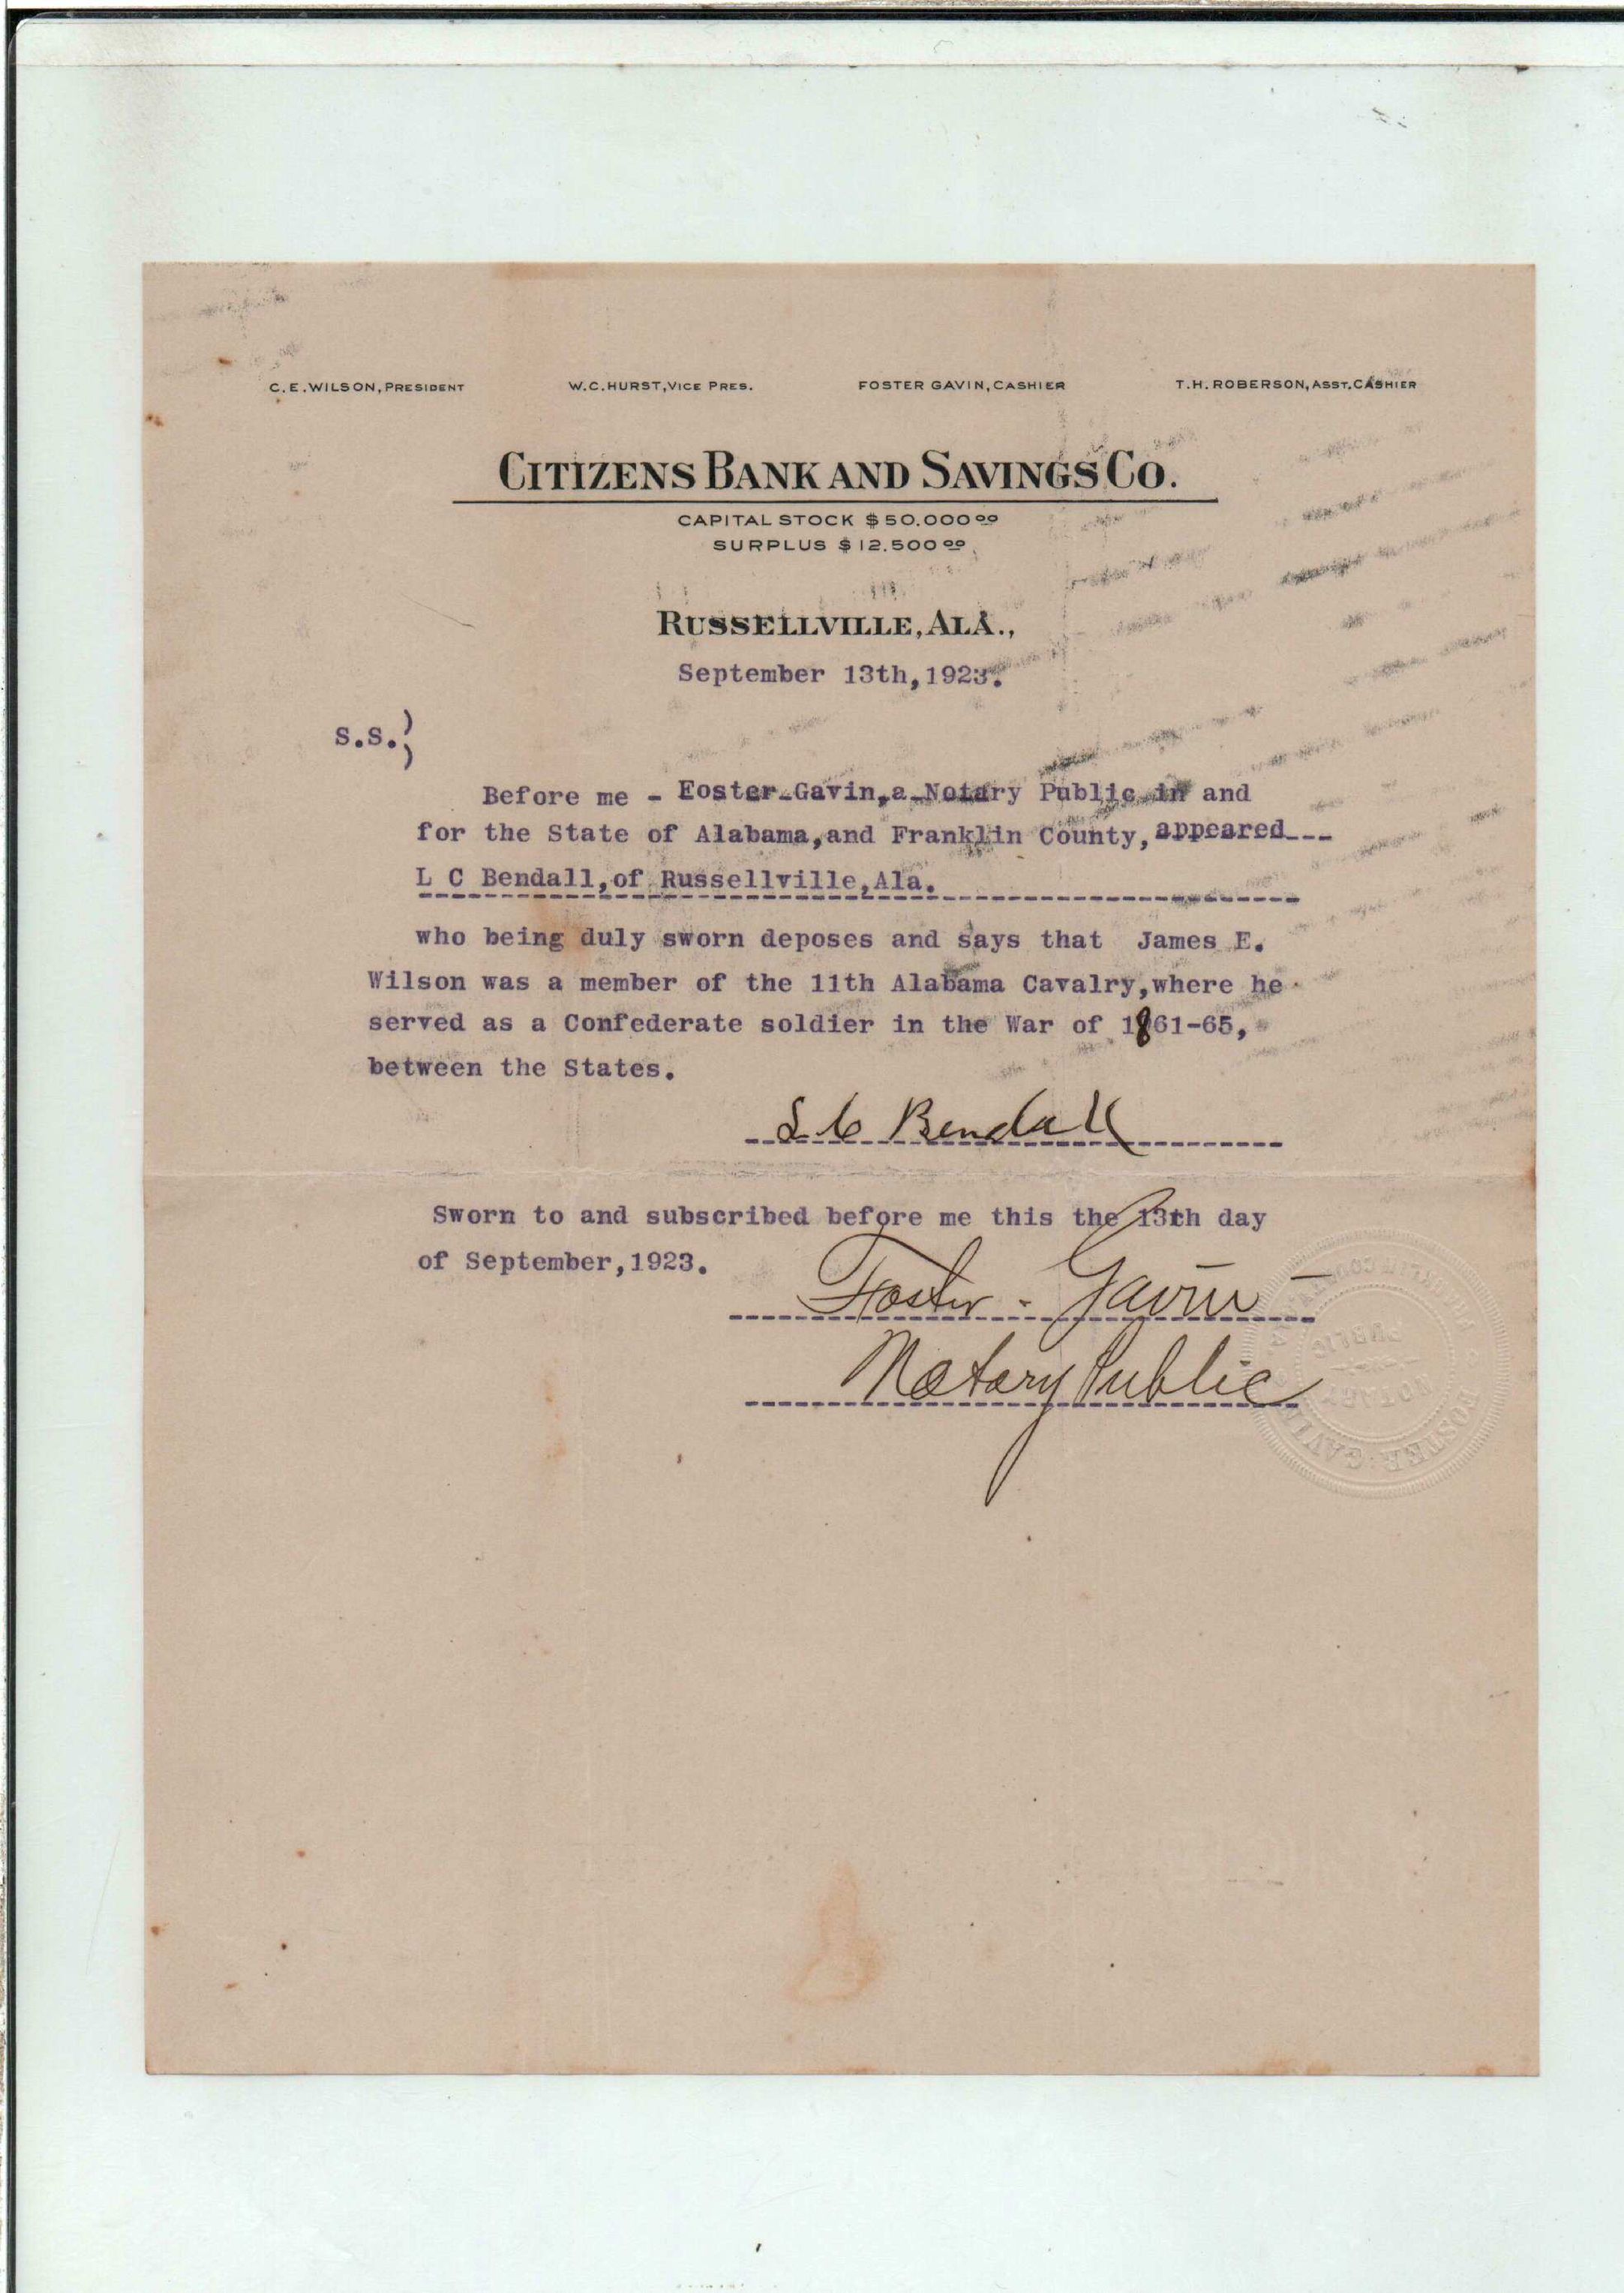 C.E.WILSON, PRESIDENT W.C.HURST, VICE PRES. FOSTER GAVIN, CASHIER T.H.ROBERSON, ASST. CASHIER
CITIZENS BANK AND SAVINGS CO.
CAPITAL STOCK $50.000 00
SURPLUS $12.500 00
RUSSELLVILLE, ALA.,
September 13th,1923.
S.S.)
Before me - Foster Gavin,a Notary Public in and
for the State of Alabama,and Franklin County, appeared---
L C Bendall,of Russellville,Ala.
who being duly sworn deposes and says that James E.
Wilson was a member of the 11th Alabama Cavalry,where he
served as a Confederate soldier in the War of 1861-65,
between the States.
L C Bendall
Sworn to and subscribed before me this the 13th day
of September,1923.
Foster - Gavin
Notary Public
FOSTER GAVIN
NOTARY
PUBLIC